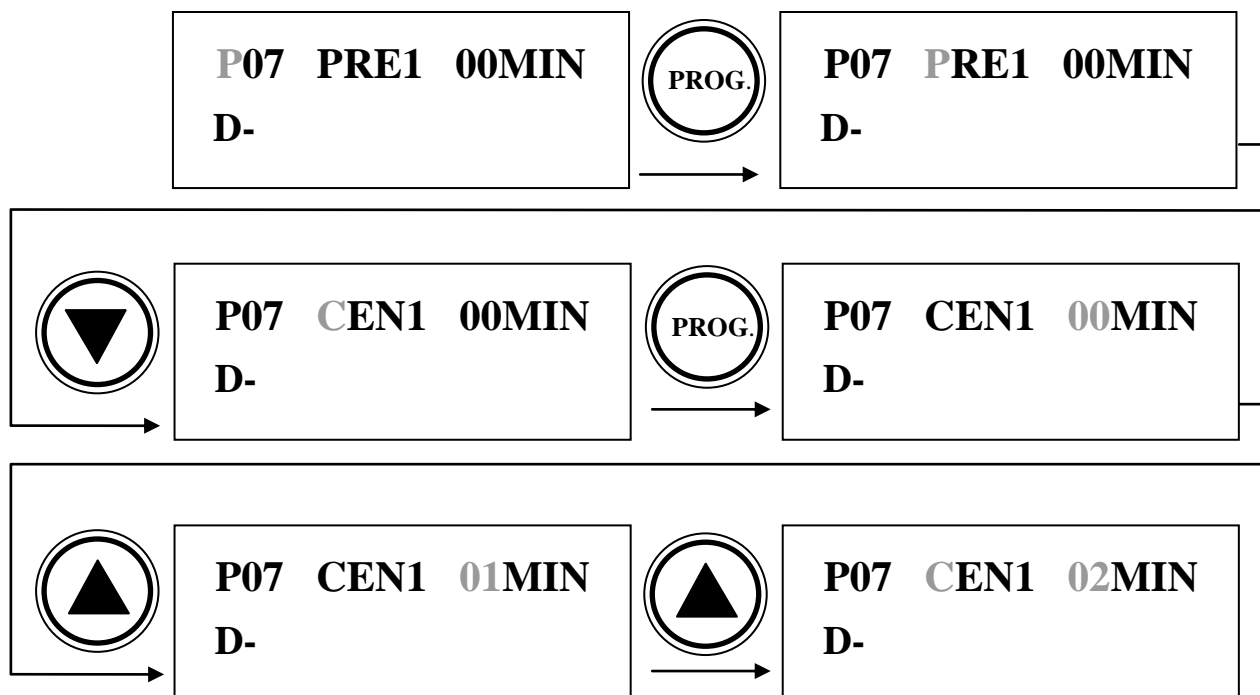 P07 PRE1 00MIN
D-
PROG.
P07 PRE1 00MIN
D-
P07 CEN1 00MIN
D-
PROG.
P07 CEN1 00MIN
D-
P07 CEN1 01MIN
D-
P07 CEN1 02MIN
D-